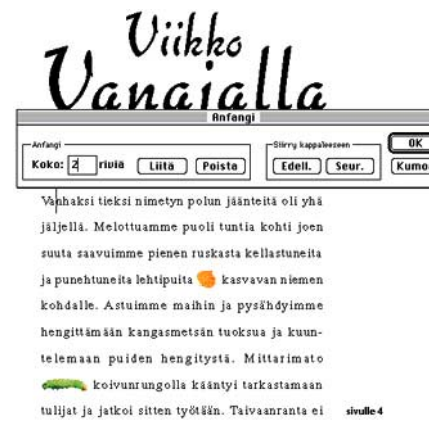 Viikko
Vanajalla
Anfangi
Anfangi
Koko: 2 riviä Liitä Poista
Siirry kappaleeseen
Edell. Seur.
OK
Vanhaksi tieksi nimetyn polun jäänteitä oli yhä
jäljellä. Melottuamme puoli tuntia kohti joen
suuta saavuimme pienen ruskasta kellastuneita
ja punehtuneita lehtipuita kasvavan niemen
kohdalle. Astuimme maihin ja pysähdyimme
hengittämään kangasmetsän tuoksua ja kuun-
telemaan puiden hengitystä. Mittarimato
koivunrungolla kääntyi tarkastamaan
tulijat ja jatkoi sitten työtään. Taivaanranta ei
sivulle 4